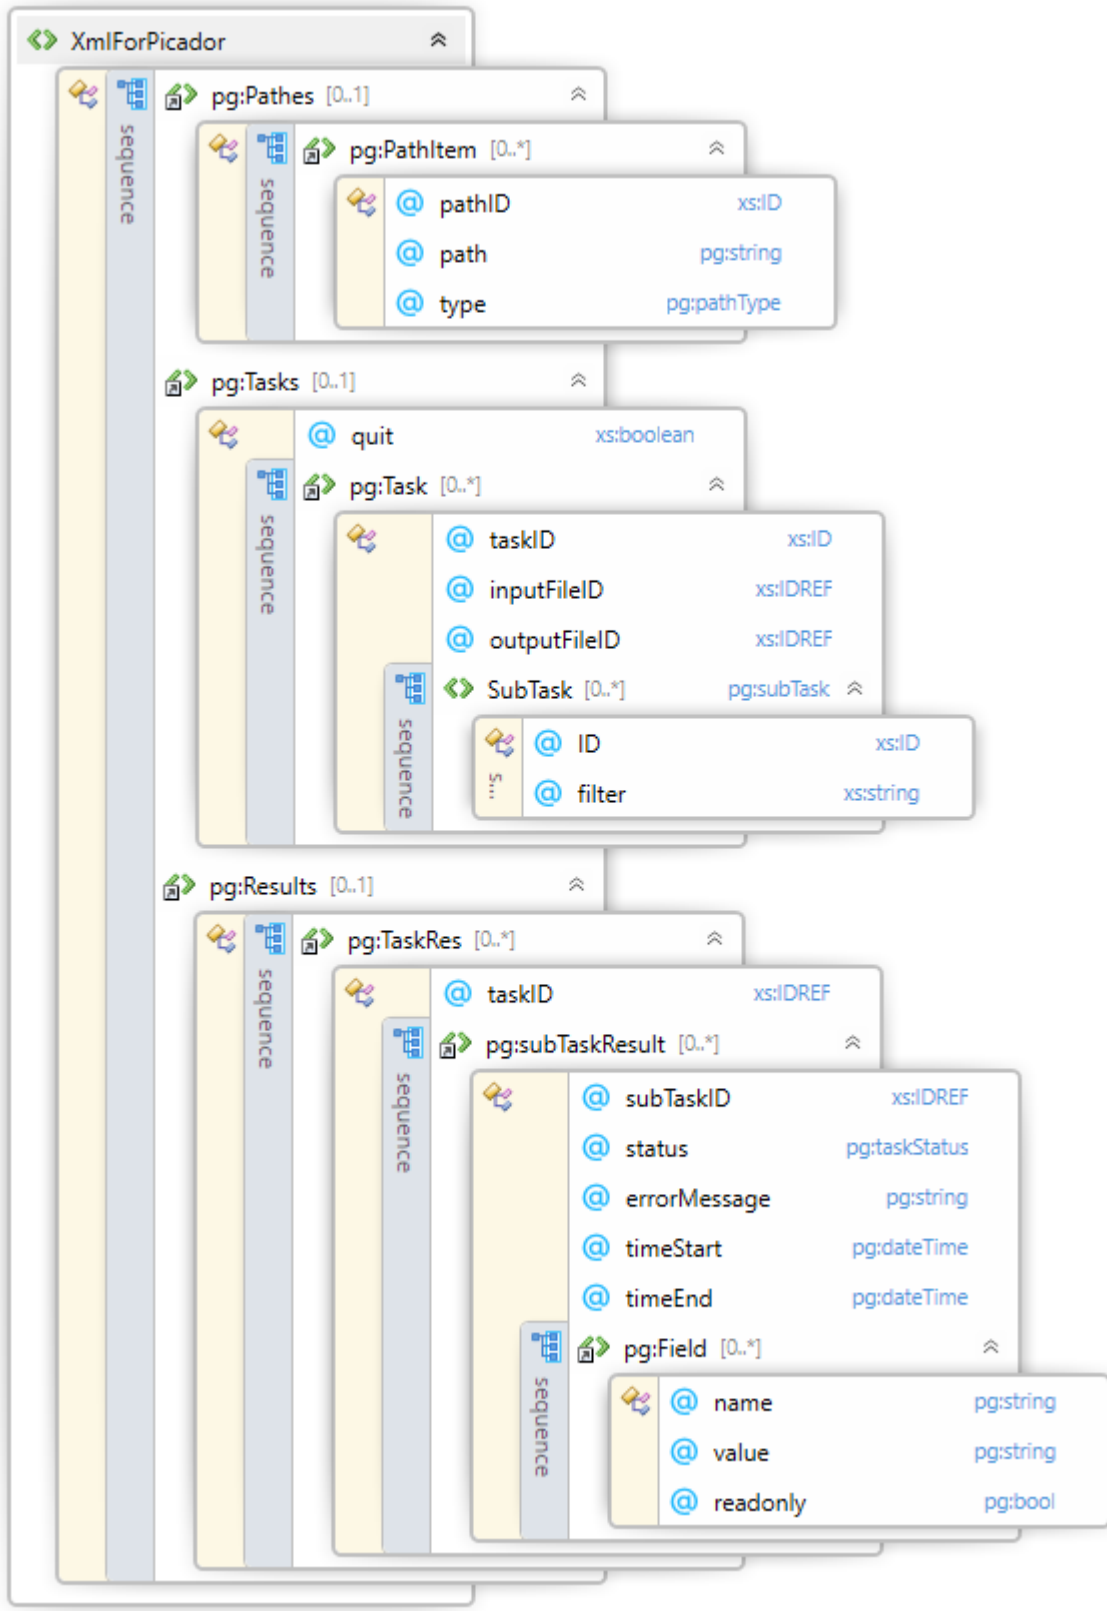 XmlForPicador
sequence
pg:Pathes [0..1]
sequence
pg:PathItem [0..*]
@ pathID xs:ID
@ path pg:string
@ type pg:pathType
pg:Tasks [0..1]
@ quit xs:boolean
sequence
pg:Task [0..*]
@ taskID xs:ID
@ inputFileID xs:IDREF
@ outputFileID xs:IDREF
sequence
SubTask [0..*] pg:subTask
s...
@ ID xs:ID
@ filter xs:string
pg:Results [0..1]
sequence
pg:TaskRes [0..*]
@ taskID xs:IDREF
sequence
pg:subTaskResult [0..*]
@ subTaskID xs:IDREF
@ status pg:taskStatus
@ errorMessage pg:string
@ timeStart pg:dateTime
@ timeEnd pg:dateTime
sequence
pg:Field [0..*]
@ name pg:string
@ value pg:string
@ readonly pg:bool